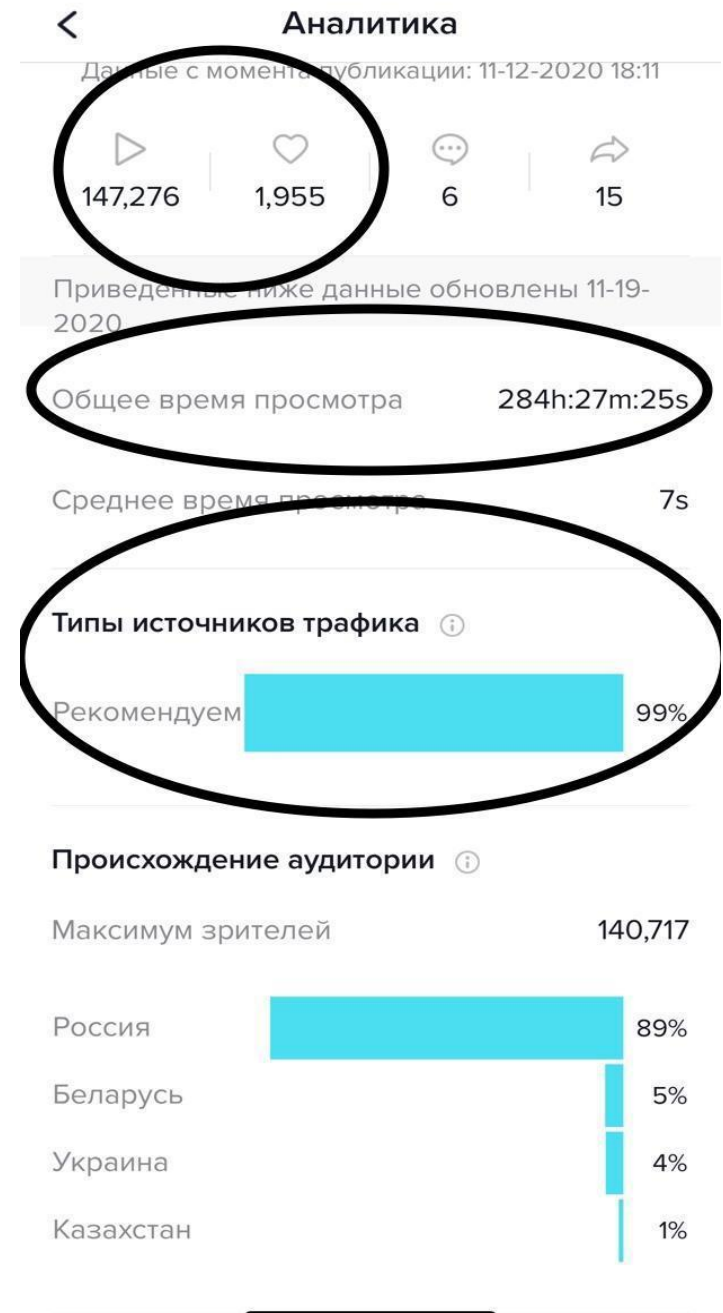 Аналитика
Данные с момента публикации: 11-12-2020 18:11
147,276 1,955 6 15
Приведенные ниже данные обновлены 11-19-
2020
Общее время просмотра 284h:27m:25s
Среднее время просмотра 7s
Типы источников трафика
Рекомендуем 99%
Происхождение аудитории
Максимум зрителей 140,717
Россия 89%
Беларусь 5%
Украина 4%
Казахстан 1%